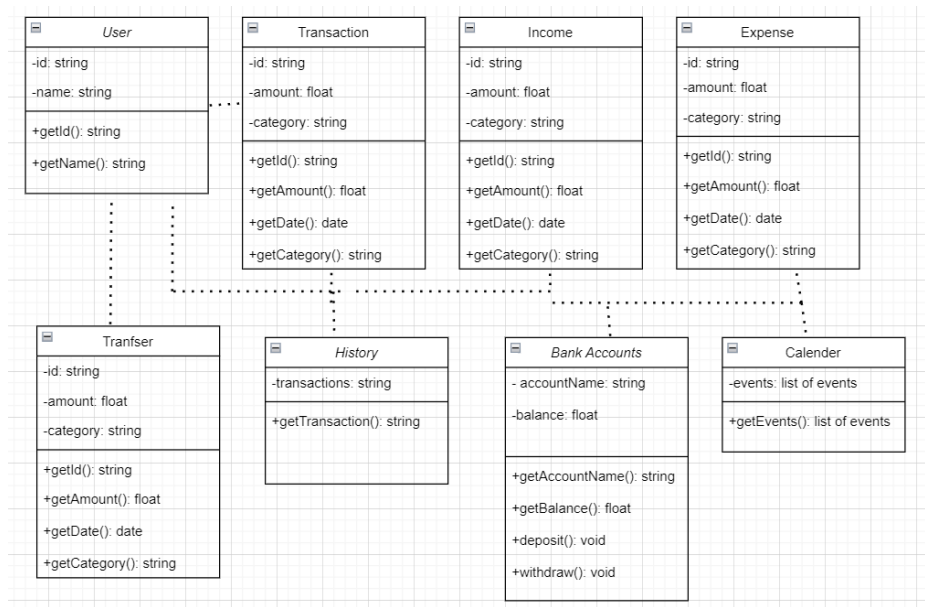 User
-id: string
-name: string
+getId(): string
+getName(): string
Transaction
-id: string
-amount: float
-category: string
+getId(): string
+getAmount(): float
+getDate(): date
+getCategory(): string
Income
-id: string
-amount: float
-category: string
+getId(): string
+getAmount(): float
+getDate(): date
+getCategory(): string
Expense
-id: string
-amount: float
-category: string
+getId(): string
+getAmount(): float
+getDate(): date
+getCategory(): string
Tranfser
-id: string
-amount: float
-category: string
+getId(): string
+getAmount(): float
+getDate(): date
+getCategory(): string
History
-transactions: string
+getTransaction(): string
Bank Accounts
- accountName: string
-balance: float
+getAccountName(): string
+getBalance(): float
+deposit(): void
+withdraw(): void
Calender
-events: list of events
+getEvents(): list of events